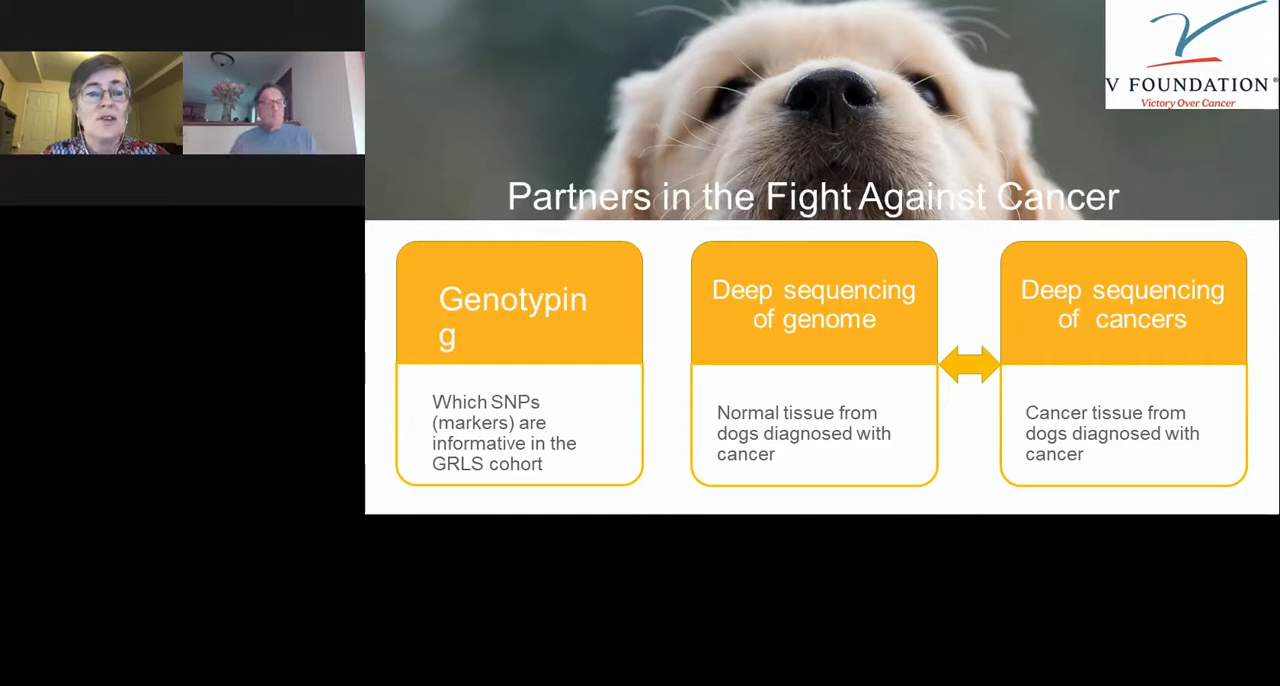 V FOUNDATION®
Victory Over Cancer
Partners in the Fight Against Cancer
Genotypin
g
Which SNPs
(markers) are
informative in the
GRLS cohort
Deep sequencing
of genome
Normal tissue from
dogs diagnosed with
cancer
Deep sequencing
of cancers
Cancer tissue from
dogs diagnosed with
cancer